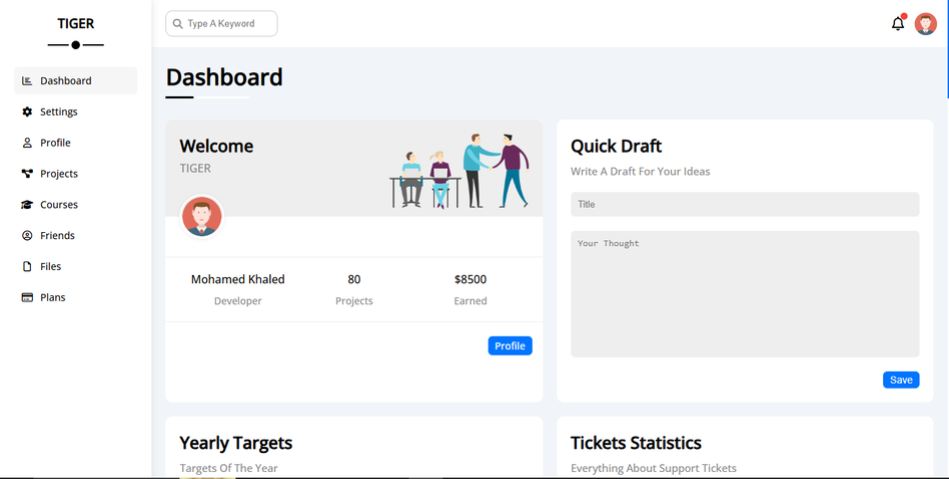 TIGER
Dashboard
Settings
Profile
Projects
Courses
Friends
Files
Plans
Type A Keyword
Dashboard
Welcome
TIGER
Mohamed Khaled
Developer
80
Projects
$8500
Earned
Profile
Quick Draft
Write A Draft For Your Ideas
Title
Your Thought
Save
Yearly Targets
Targets Of The Year
Tickets Statistics
Everything About Support Tickets